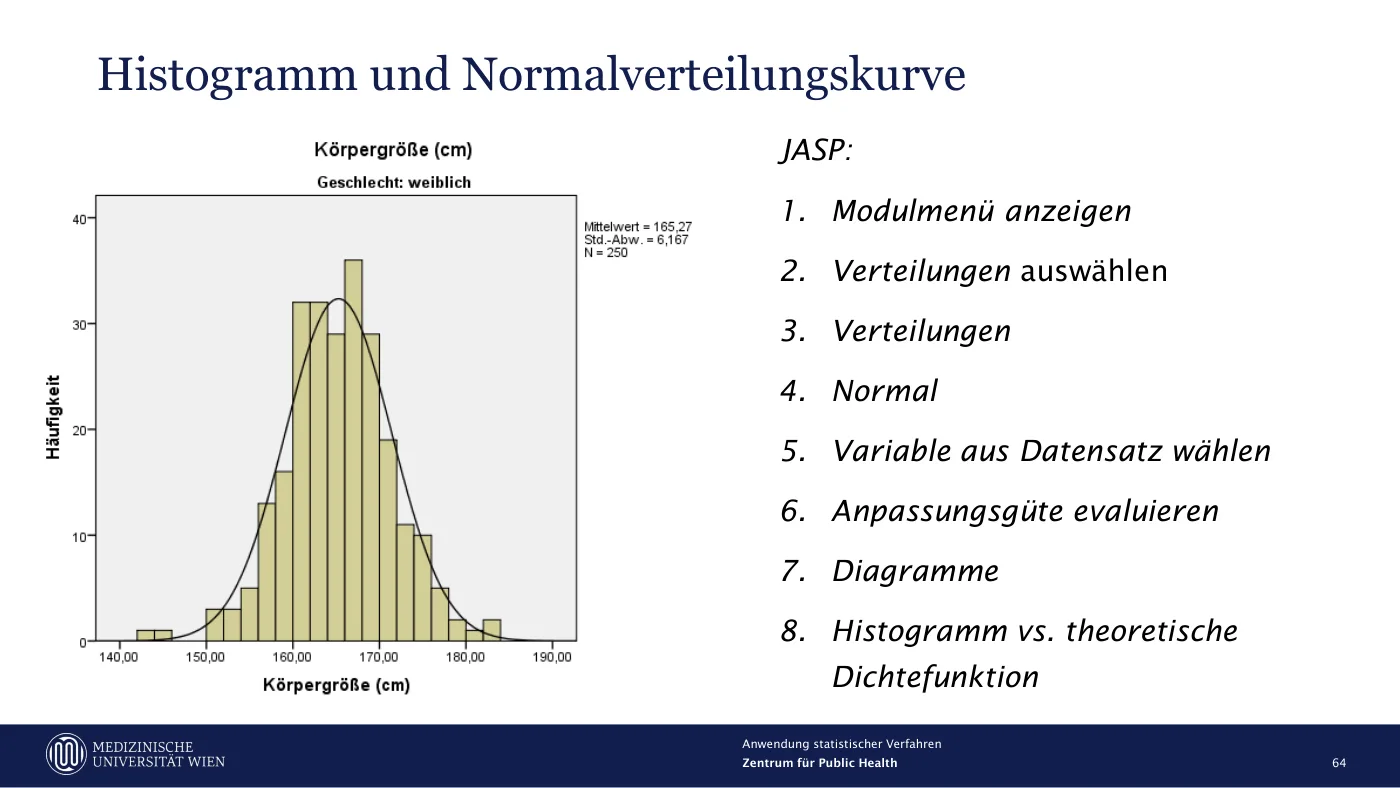 Histogramm und Normalverteilungskurve
Körpergröße (cm)
Geschlecht: weiblich
Mittelwert = 165,27
Std.-Abw. = 6,167
N = 250
Häufigkeit
40
30
20
10
0
140,00 150,00 160,00 170,00 180,00 190,00
Körpergröße (cm)
JASP:
1. Modulmenü anzeigen
2. Verteilungen auswählen
3. Verteilungen
4. Normal
5. Variable aus Datensatz wählen
6. Anpassungsgüte evaluieren
7. Diagramme
8. Histogramm vs. theoretische
Dichtefunktion
MEDIZINISCHE
UNIVERSITÄT WIEN
Anwendung statistischer Verfahren
Zentrum für Public Health
64